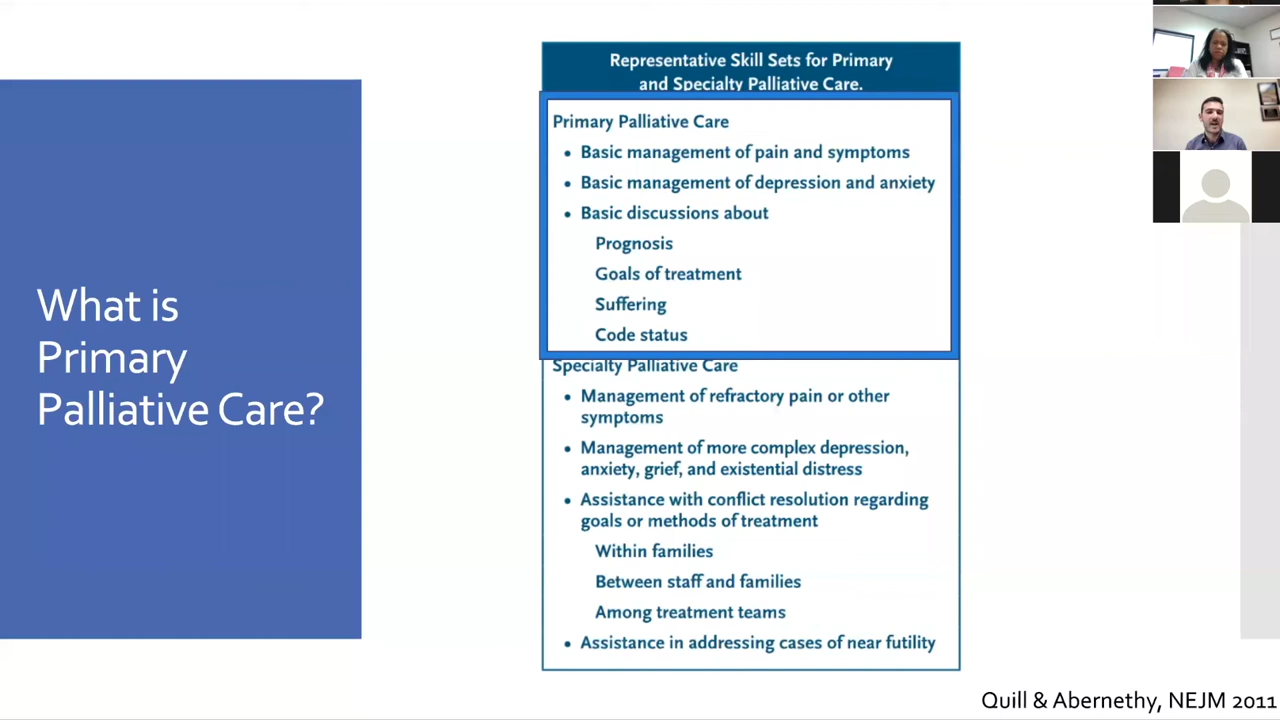 What is
Primary
Palliative Care?
Representative Skill Sets for Primary
and Specialty Palliative Care.
Primary Palliative Care
• Basic management of pain and symptoms
• Basic management of depression and anxiety
• Basic discussions about
Prognosis
Goals of treatment
Suffering
Code status
Specialty Palliative Care
• Management of refractory pain or other
symptoms
• Management of more complex depression,
anxiety, grief, and existential distress
• Assistance with conflict resolution regarding
goals or methods of treatment
Within families
Between staff and families
Among treatment teams
• Assistance in addressing cases of near futility
Quill & Abernethy, NEJM 2011